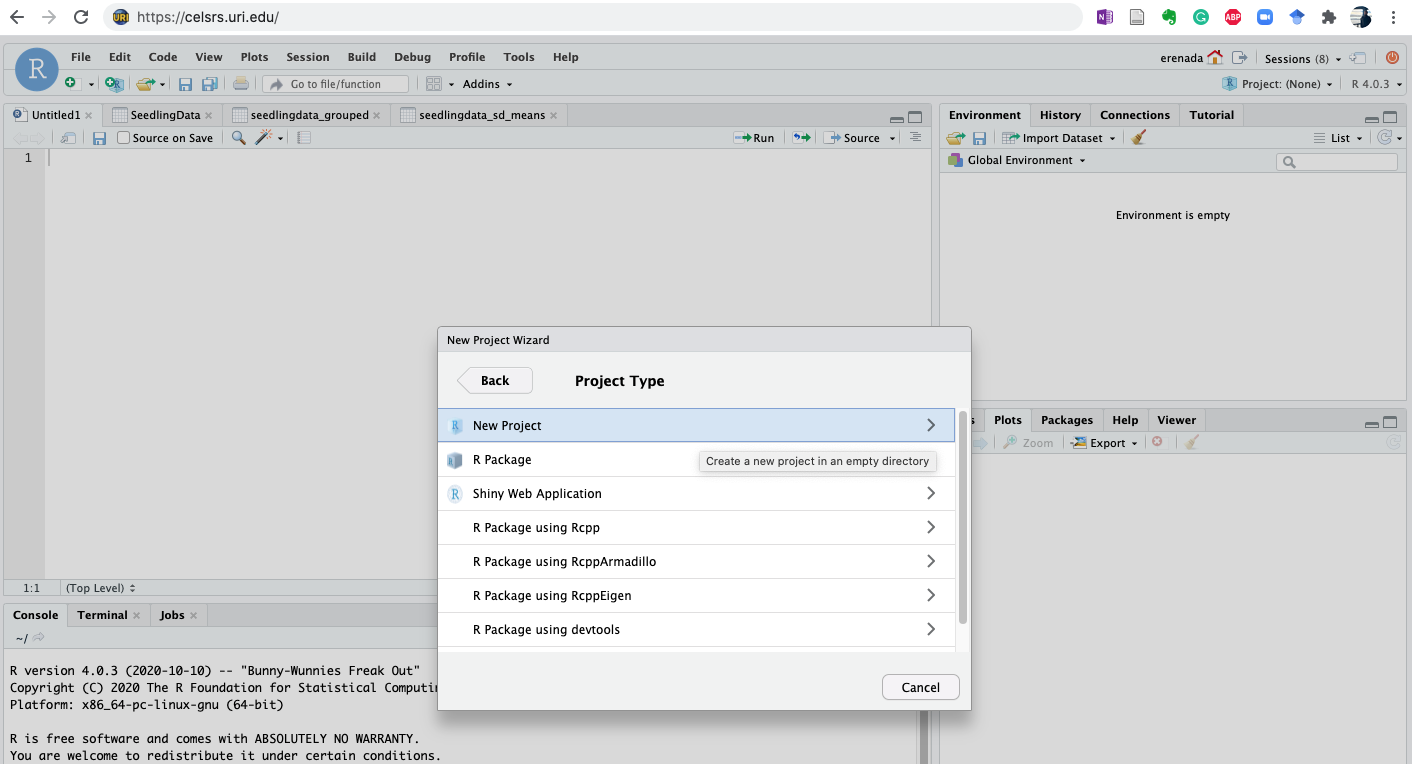 https://celsrs.uri.edu/
File Edit Code View Plots Session Build Debug Profile Tools Help
erenada Sessions (8)
Go to file/function Addins
Project: (None) R 4.0.3
Untitled1 SeedlingData seedlingdata_grouped seedlingdata_sd_means
Source on Save Run Source
1
Environment History Connections Tutorial
Import Dataset List
Global Environment
Environment is empty
New Project Wizard
Back Project Type
New Project
R Package
Create a new project in an empty directory
Shiny Web Application
R Package using Rcpp
R Package using RcppArmadillo
R Package using RcppEigen
R Package using devtools
Cancel
Plots Packages Help Viewer
Zoom Export
1:1 (Top Level)
Console Terminal Jobs
~/
R version 4.0.3 (2020-10-10) -- "Bunny-Wunnies Freak Out"
Copyright (C) 2020 The R Foundation for Statistical
Platform: x86_64-pc-linux-gnu (64-bit)
R is free software and comes with ABSOLUTELY NO WARRANTY.
You are welcome to redistribute it under certain conditions.